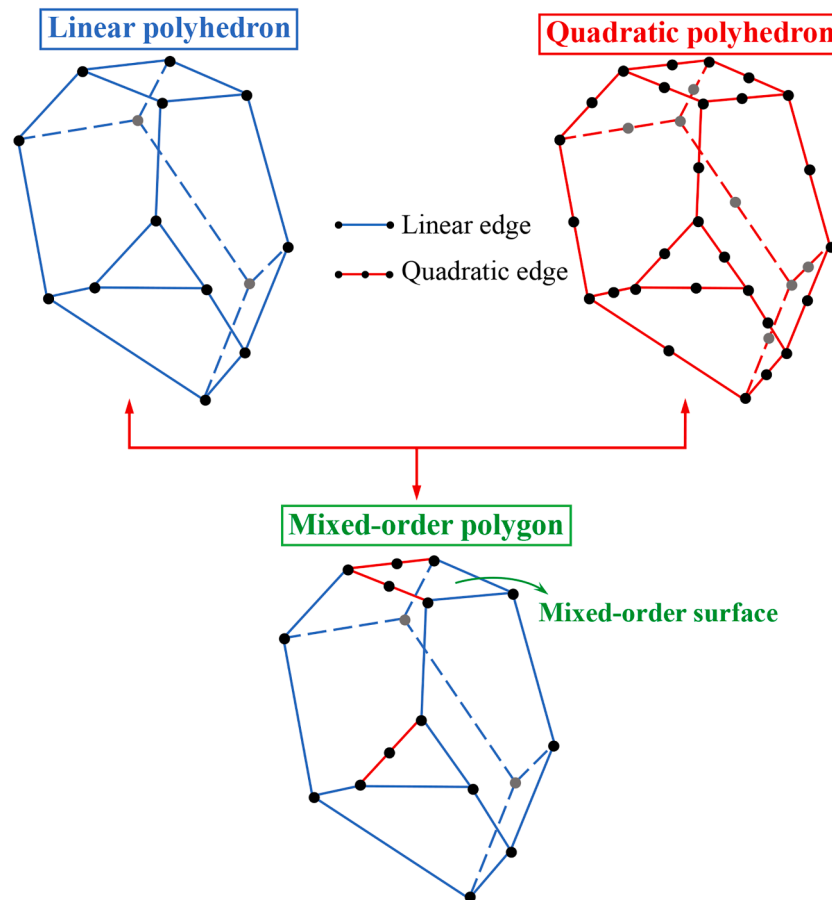 Linear polyhedron
Quadratic polyhedron
Linear edge
Quadratic edge
Mixed-order polygon
Mixed-order surface